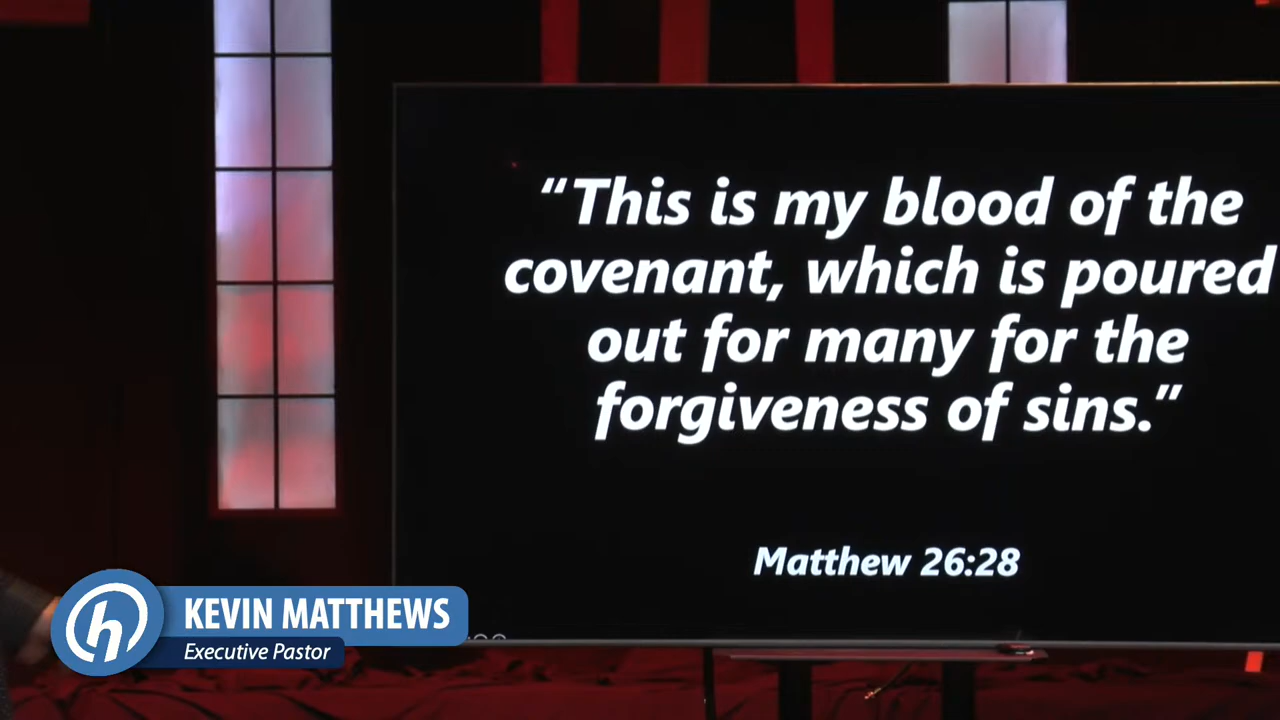 “This is my blood of the
covenant, which is poured
out for many for the
forgiveness of sins.”
Matthew 26:28
h
KEVIN MATTHEWS
Executive Pastor